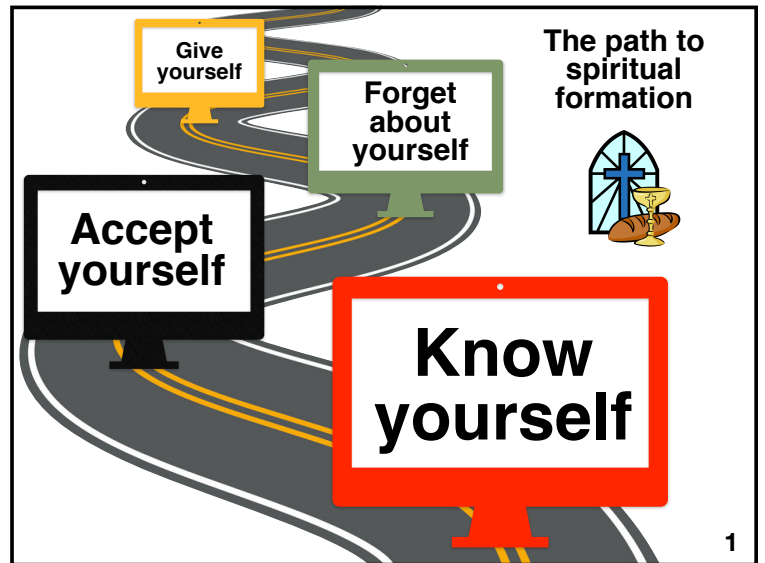 The path to
spiritual
formation
Give
yourself
Forget
about
yourself
Accept
yourself
Know
yourself
1